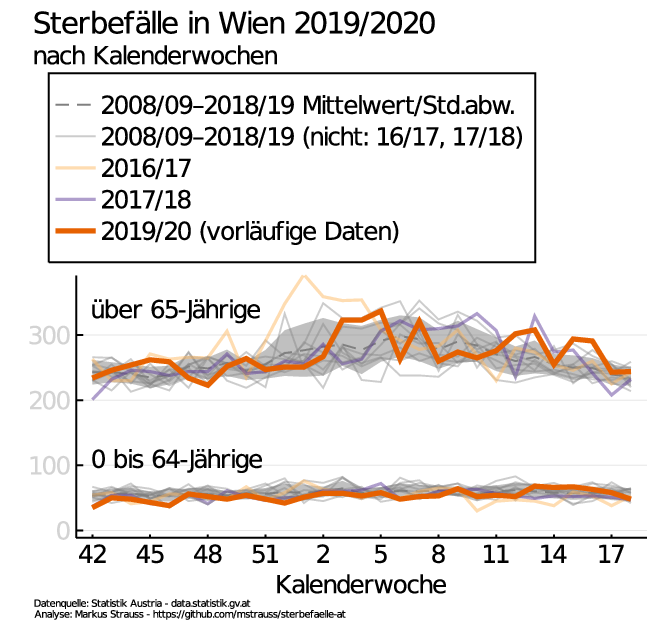 Sterbefälle in Wien 2019/2020
nach Kalenderwochen
2008/09–2018/19 Mittelwert/Std.abw.
2008/09–2018/19 (nicht: 16/17, 17/18)
2016/17
2017/18
2019/20 (vorläufige Daten)
über 65-Jährige
300
200
0 bis 64-Jährige
100
0
42 45 48 51 2 5 8 11 14 17
Kalenderwoche
Datenquelle: Statistik Austria - data.statistik.gv.at
Analyse: Markus Strauss - https://github.com/mstrauss/sterbefaelle-at